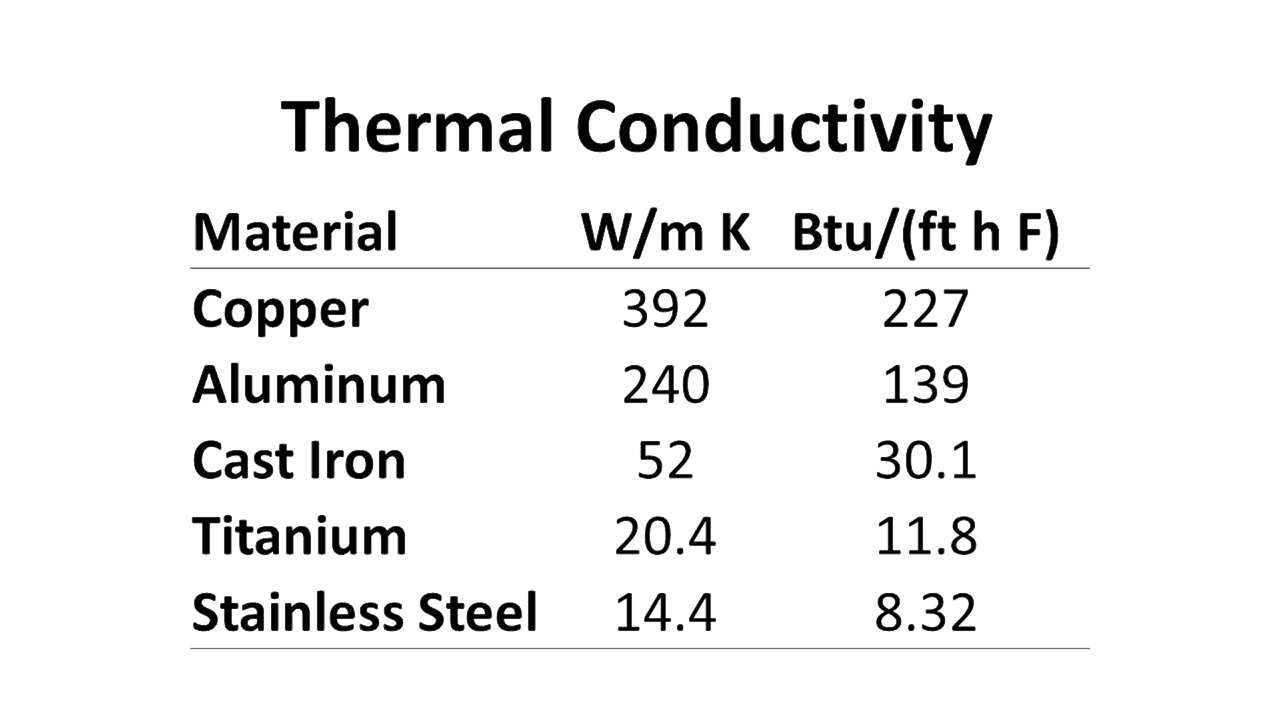 Thermal Conductivity
Material W/m K Btu/(ft h F)
Copper 392 227
Aluminum 240 139
Cast Iron 52 30.1
Titanium 20.4 11.8
Stainless Steel 14.4 8.32